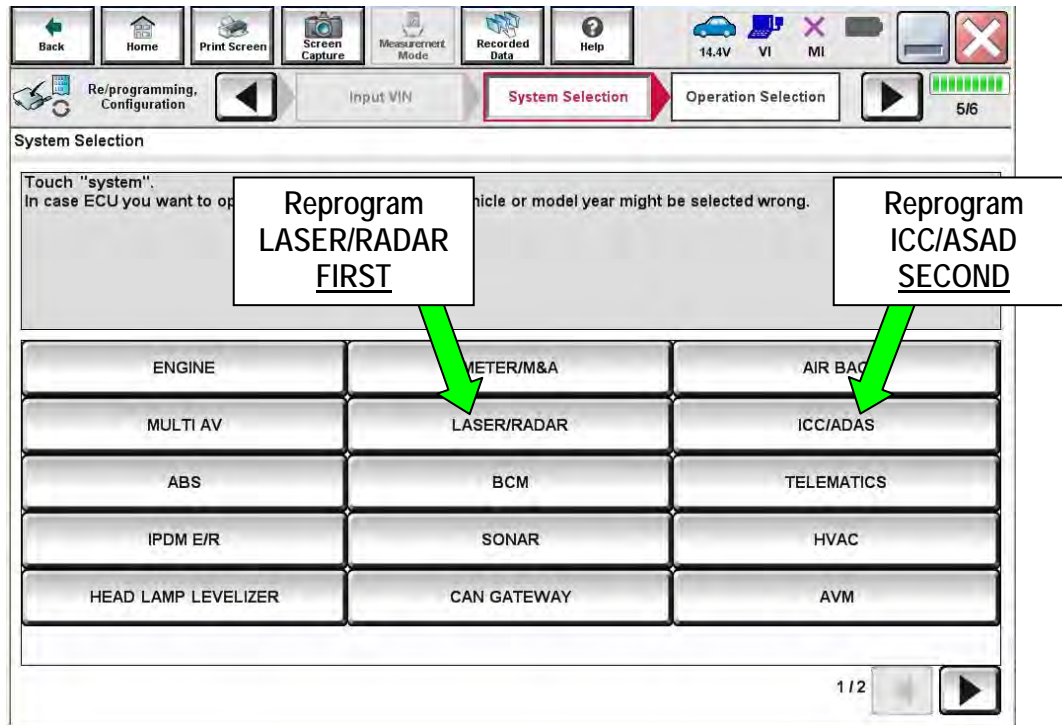 Back
Home
Print Screen
Screen
Capture
Measurement
Mode
Recorded
Data
Help
14.4V
VI
MI
Re/programming,
Configuration
Input VIN
System Selection
Operation Selection
5/6
System Selection
Touch "system".
In case ECU you want to op hicle or model year might be selected wrong.
Reprogram
LASER/RADAR
FIRST
Reprogram
ICC/ASAD
SECOND
ENGINE
METER/M&A
AIR BAG
MULTI AV
LASER/RADAR
ICC/ADAS
ABS
BCM
TELEMATICS
IPDM E/R
SONAR
HVAC
HEAD LAMP LEVELIZER
CAN GATEWAY
AVM
1/2